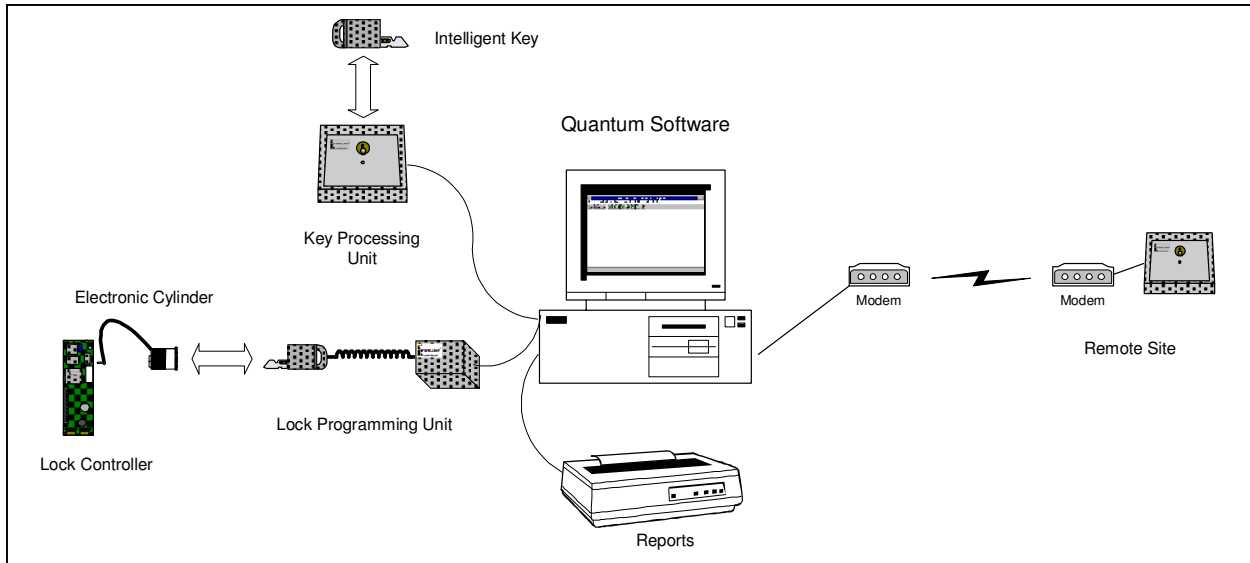 Intelligent Key
Quantum Software
Key Processing
Unit
Electronic Cylinder
Modem
Modem
Remote Site
Lock Programming Unit
Lock Controller
Reports